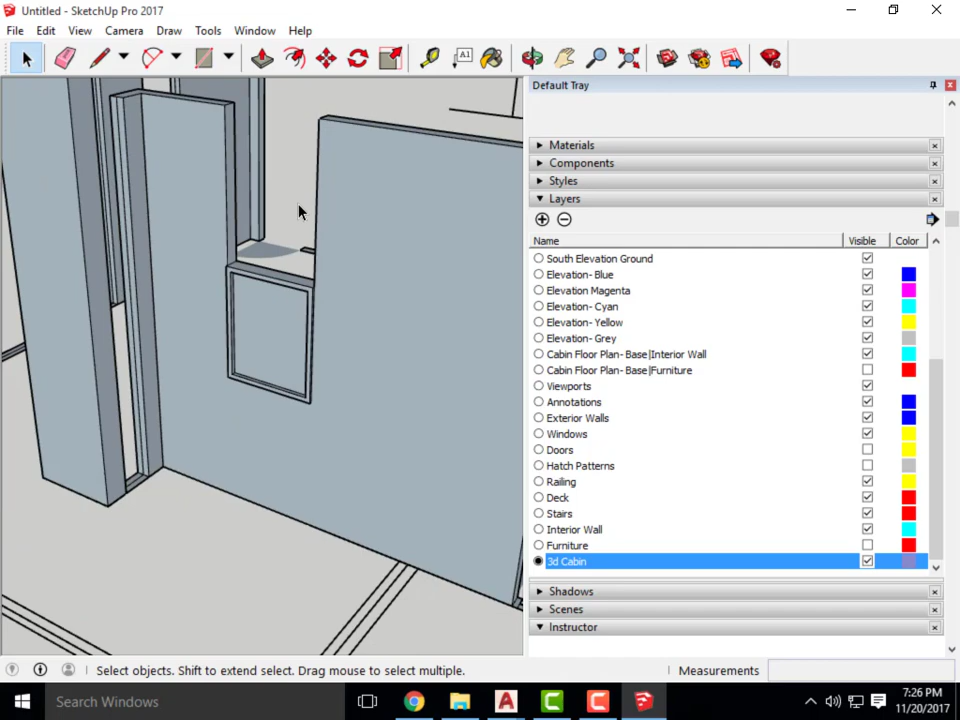 Untitled - SketchUp Pro 2017
File Edit View Camera Draw Tools Window Help
A1
Default Tray
Materials
Components
Styles
Layers
Name Visible Color
South Elevation Ground
Elevation- Blue
Elevation Magenta
Elevation- Cyan
Elevation- Yellow
Elevation- Grey
Cabin Floor Plan- Base|Interior Wall
Cabin Floor Plan- Base|Furniture
Viewports
Annotations
Exterior Walls
Windows
Doors
Hatch Patterns
Railing
Deck
Stairs
Interior Wall
Furniture
3d Cabin
Shadows
Scenes
Instructor
Select objects. Shift to extend select. Drag mouse to select multiple. Measurements
Search Windows
7:26 PM
11/20/2017